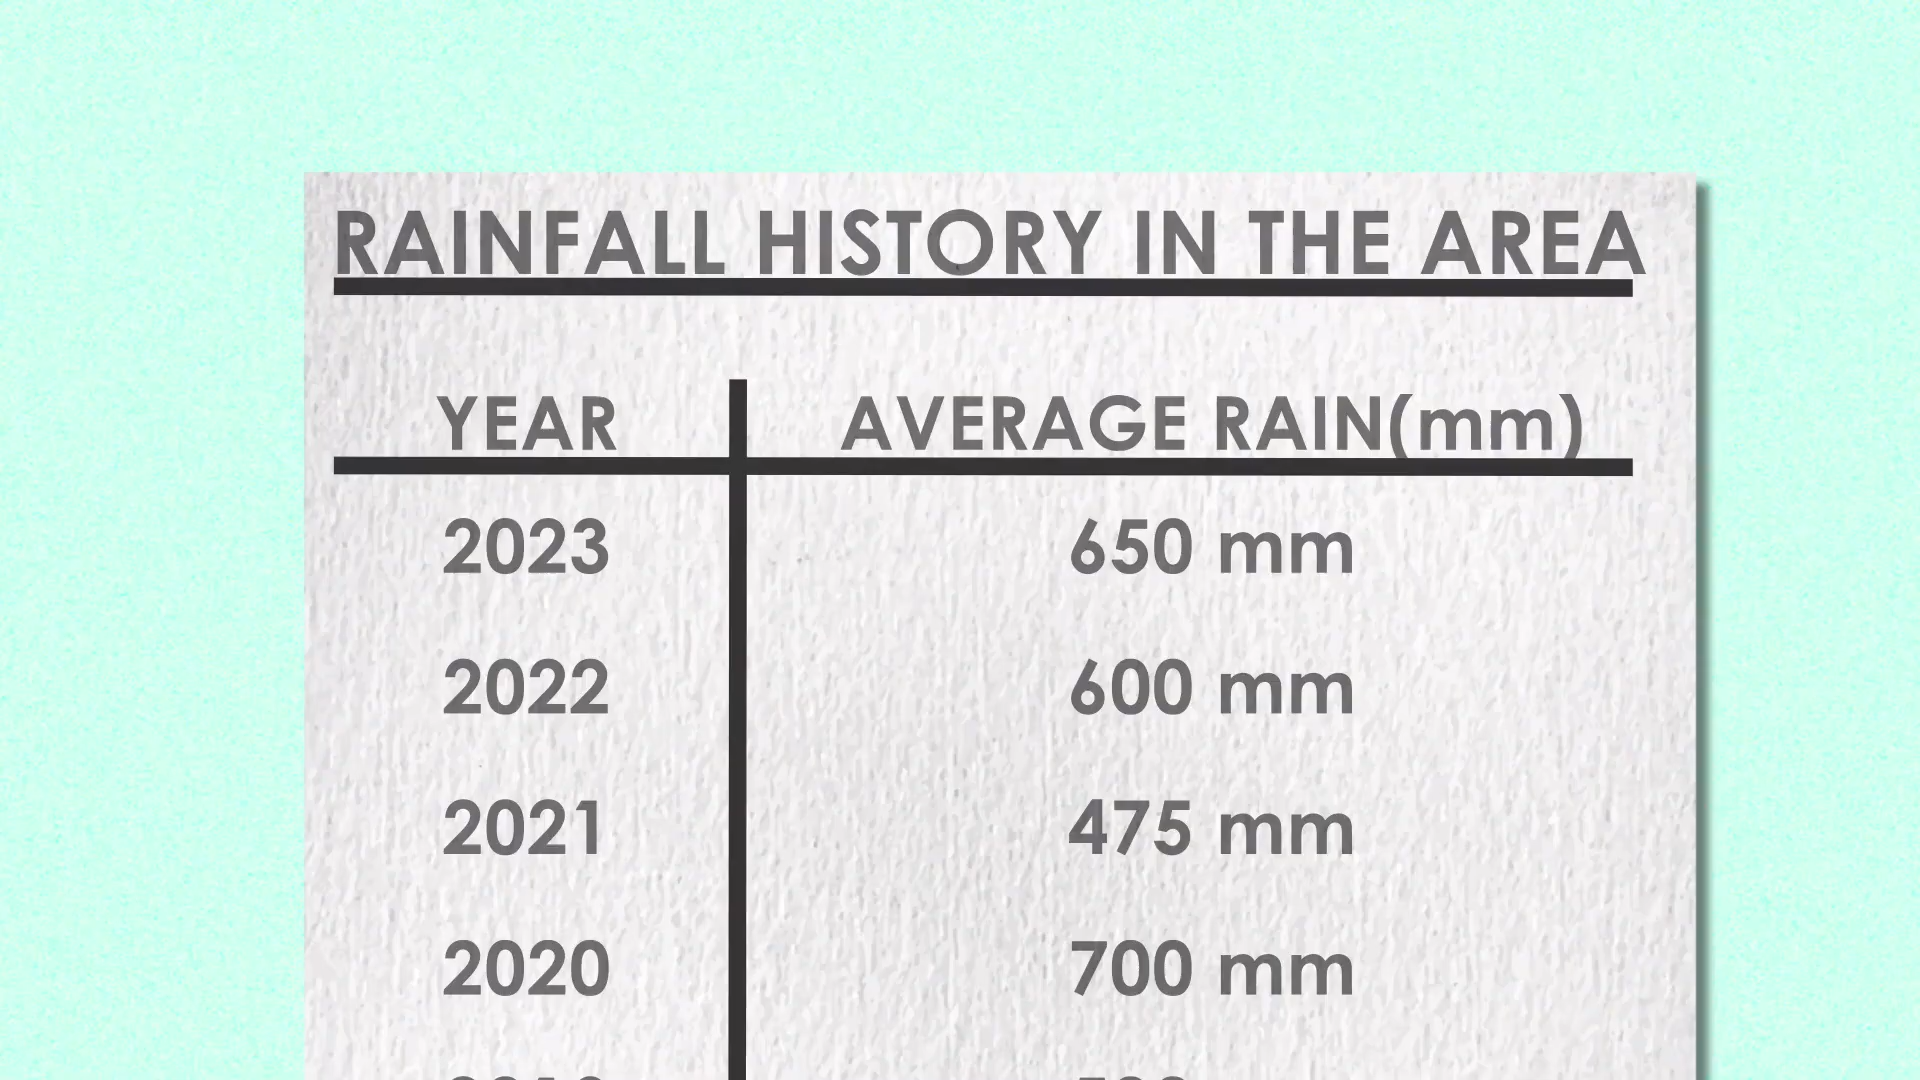 RAINFALL HISTORY IN THE AREA
YEAR AVERAGE RAIN(mm)
2023 650 mm
2022 600 mm
2021 475 mm
2020 700 mm